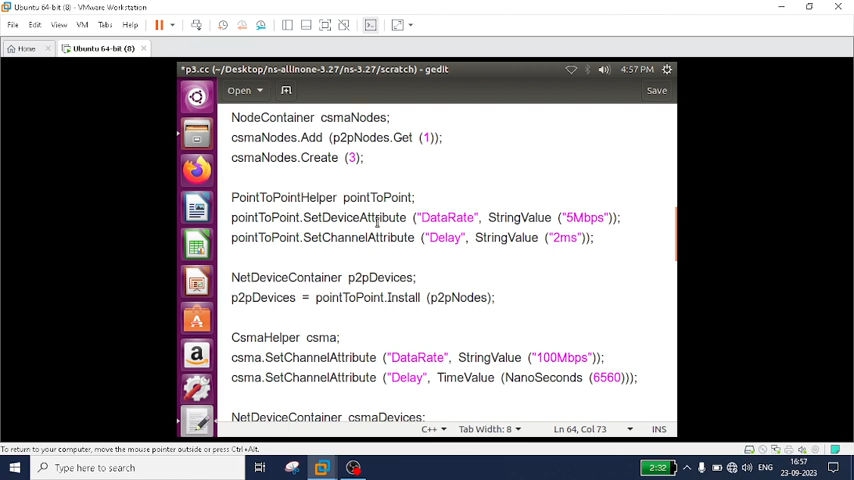 Ubuntu 64-bit (8) - VMware Workstation
File Edit View VM Tabs Help
Home Ubuntu 64-bit (8)
*p3.cc (~/Desktop/ns-allinone-3.27/ns-3.27/scratch) - gedit 4:57 PM
Open Save
NodeContainer csmaNodes;
csmaNodes.Add (p2pNodes.Get (1));
csmaNodes.Create (3);
PointToPointHelper pointToPoint;
pointToPoint.SetDeviceAttribute ("DataRate", StringValue ("5Mbps"));
pointToPoint.SetChannelAttribute ("Delay", StringValue ("2ms"));
NetDeviceContainer p2pDevices;
p2pDevices = pointToPoint.Install (p2pNodes);
CsmaHelper csma;
csma.SetChannelAttribute ("DataRate", StringValue ("100Mbps"));
csma.SetChannelAttribute ("Delay", TimeValue (NanoSeconds (6560)));
NetDeviceContainer csmaDevices;
C++ Tab Width: 8 Ln 64, Col 73 INS
To return to your computer, move the mouse pointer outside or press Ctrl+Alt.
Type here to search
2:32
ENG
16:57
23-09-2023